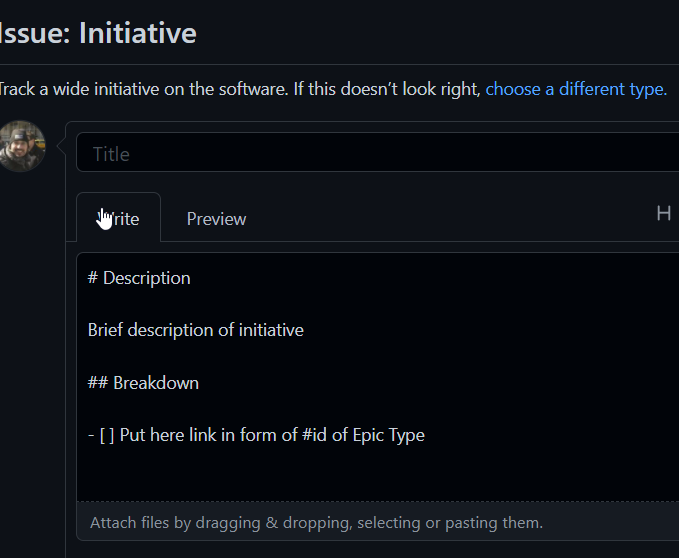 Issue: Initiative
Track a wide initiative on the software. If this doesn’t look right, choose a different type.
Title
Write Preview H
# Description
Brief description of initiative
## Breakdown
- [ ] Put here link in form of #id of Epic Type
Attach files by dragging & dropping, selecting or pasting them.